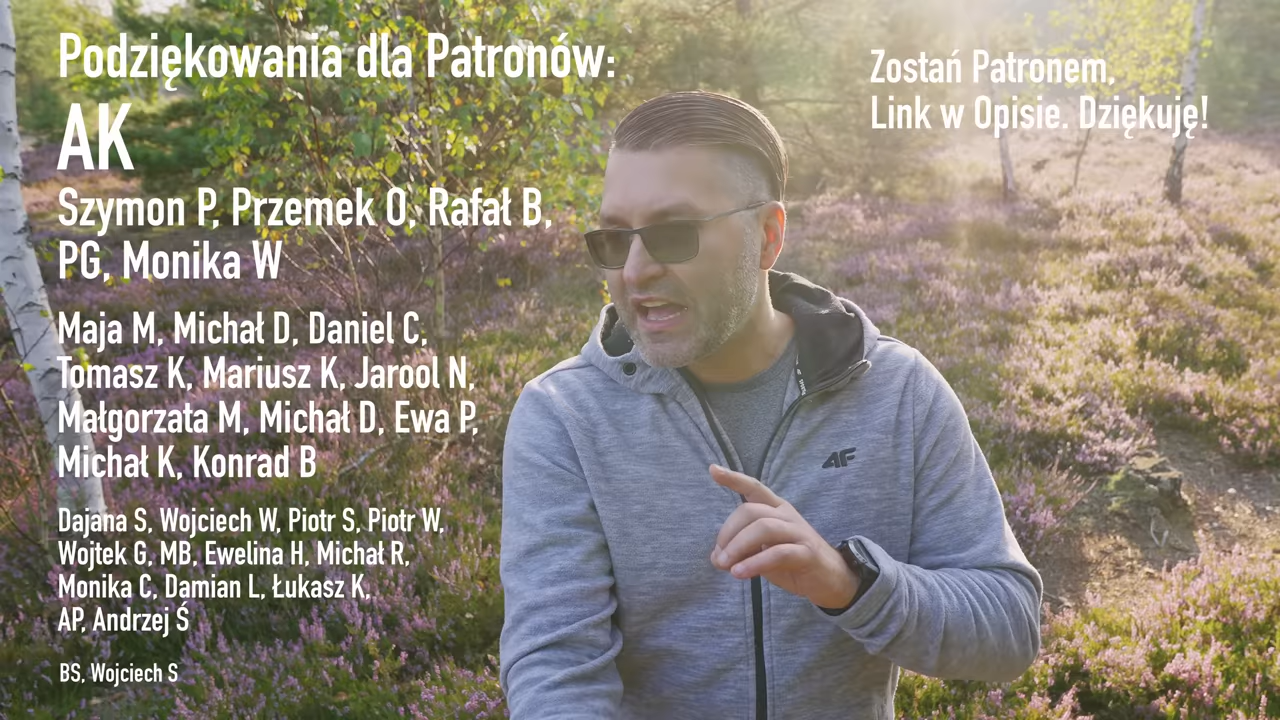 Podziękowania dla Patronów:
AK
Szymon P, Przemek O, Rafał B,
PG, Monika W
Maja M, Michał D, Daniel C,
Tomasz K, Mariusz K, Jarool N,
Małgorzata M, Michał D, Ewa P,
Michał K, Konrad B
Dajana S, Wojciech W, Piotr S, Piotr W,
Wojtek G, MB, Ewelina H, Michał R,
Monika C, Damian L, Łukasz K,
AP, Andrzej Ś
BS, Wojciech S
Zostań Patronem,
Link w Opisie. Dziękuję!
4F